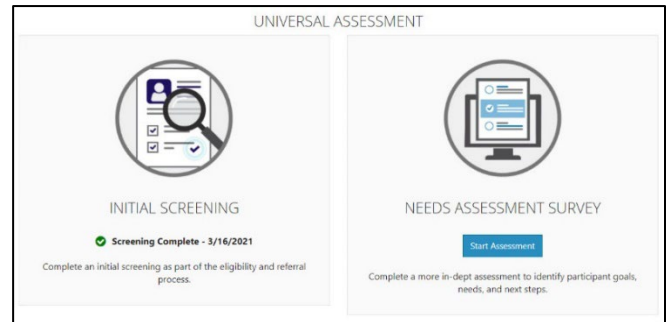 UNIVERSAL ASSESSMENT
INITIAL SCREENING
Screening Complete - 3/16/2021
Complete an initial screening as part of the eligibility and referral
process.
NEEDS ASSESSMENT SURVEY
Start Assessment
Complete a more in-dept assessment to identify participant goals,
needs, and next steps.